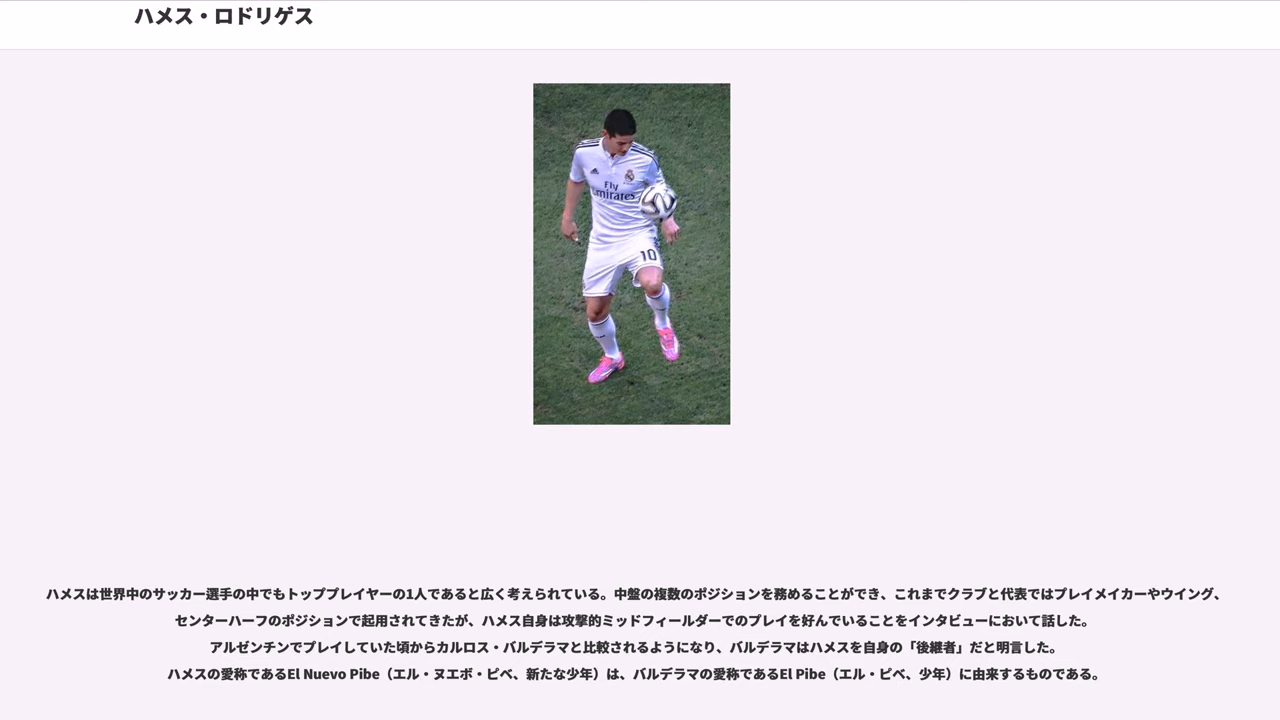 ハメス・ロドリゲス
Fly
Emirates
10
ハメスは世界中のサッカー選手の中でもトッププレイヤーの1人であると広く考えられている。中盤の複数のポジションを務めることができ、これまでクラブと代表ではプレイメイカーやウイング、
センターハーフのポジションで起用されてきたが、ハメス自身は攻撃的ミッドフィールダーでのプレイを好んでいることをインタビューにおいて話した。
アルゼンチンでプレイしていた頃からカルロス・バルデラマと比較されるようになり、バルデラマはハメスを自身の「後継者」だと明言した。
ハメスの愛称であるEl Nuevo Pibe（エル・ヌエボ・ピベ、新たな少年）は、バルデラマの愛称であるEl Pibe（エル・ピベ、少年）に由来するものである。